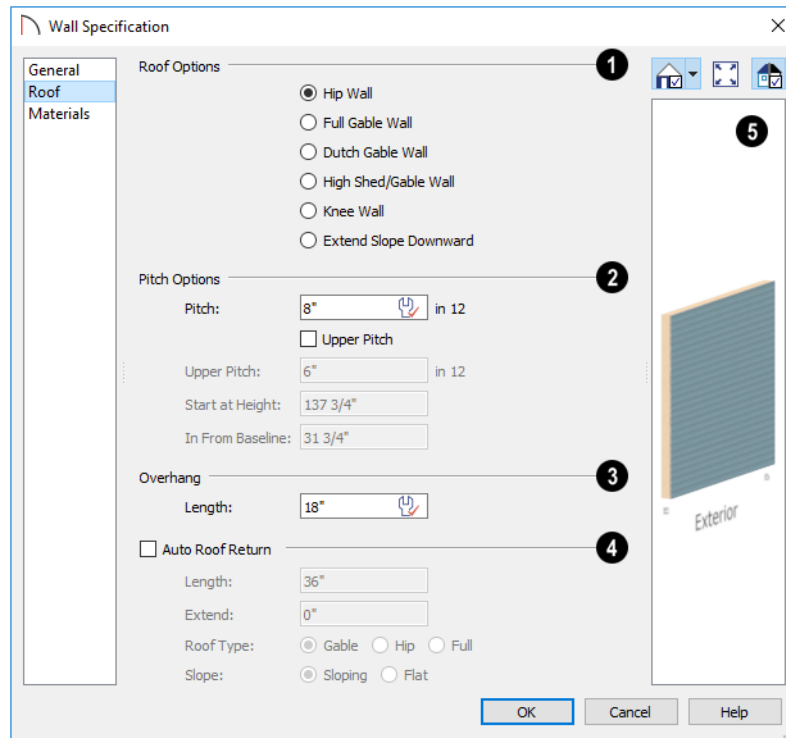 Wall Specification
General
Roof
Materials
Roof Options
1
Hip Wall
Full Gable Wall
Dutch Gable Wall
High Shed/Gable Wall
Knee Wall
Extend Slope Downward
Pitch Options
2
Pitch: 8" in 12
Upper Pitch
Upper Pitch: 6" in 12
Start at Height: 137 3/4"
In From Baseline: 31 3/4"
Overhang
3
Length: 18"
Auto Roof Return
4
Length: 36"
Extend: 0"
Roof Type: Gable Hip Full
Slope: Sloping Flat
5
Exterior
OK Cancel Help